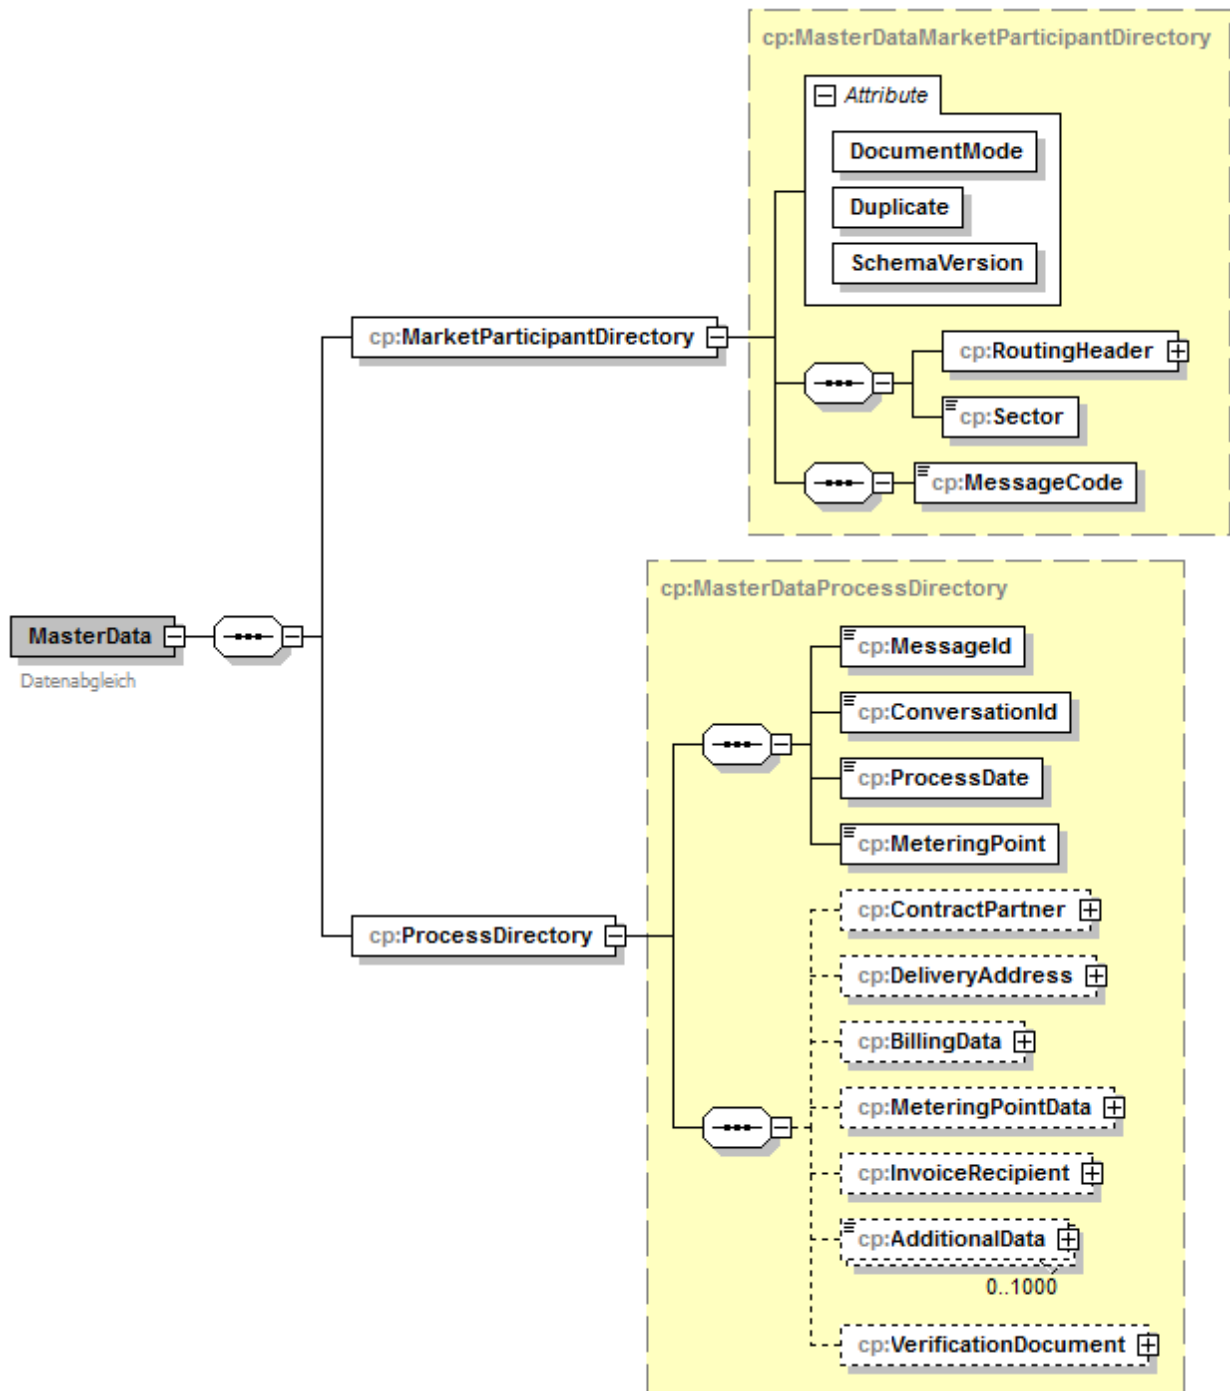 cp:MasterDataMarketParticipantDirectory
Attribute
DocumentMode
Duplicate
SchemaVersion
cp:MarketParticipantDirectory
cp:RoutingHeader
cp:Sector
cp:MessageCode
cp:MasterDataProcessDirectory
MasterData
Datenabgleich
cp:MessageId
cp:ConversationId
cp:ProcessDate
cp:MeteringPoint
cp:ProcessDirectory
cp:ContractPartner
cp:DeliveryAddress
cp:BillingData
cp:MeteringPointData
cp:InvoiceRecipient
cp:AdditionalData
0..1000
cp:VerificationDocument